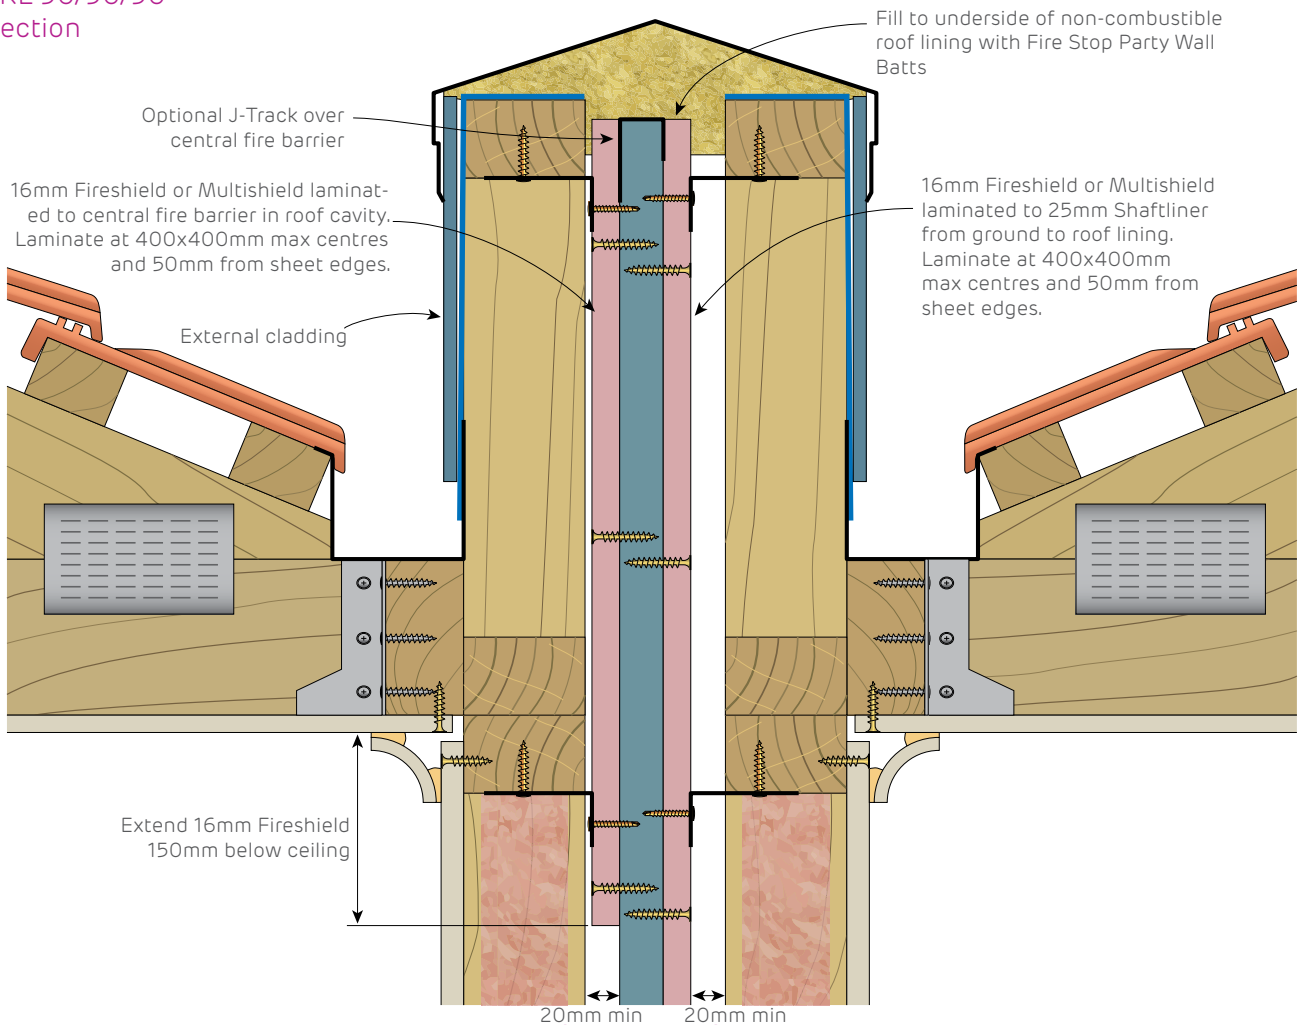 ection
Fill to underside of non-combustible
roof lining with Fire Stop Party Wall
Batts
Optional J-Track over
central fire barrier
16mm Fireshield or Multishield laminat-
ed to central fire barrier in roof cavity.
Laminate at 400x400mm max centres
and 50mm from sheet edges.
16mm Fireshield or Multishield
laminated to 25mm Shaftliner
from ground to roof lining.
Laminate at 400x400mm
max centres and 50mm from
sheet edges.
External cladding
Extend 16mm Fireshield
150mm below ceiling
20mm min
20mm min